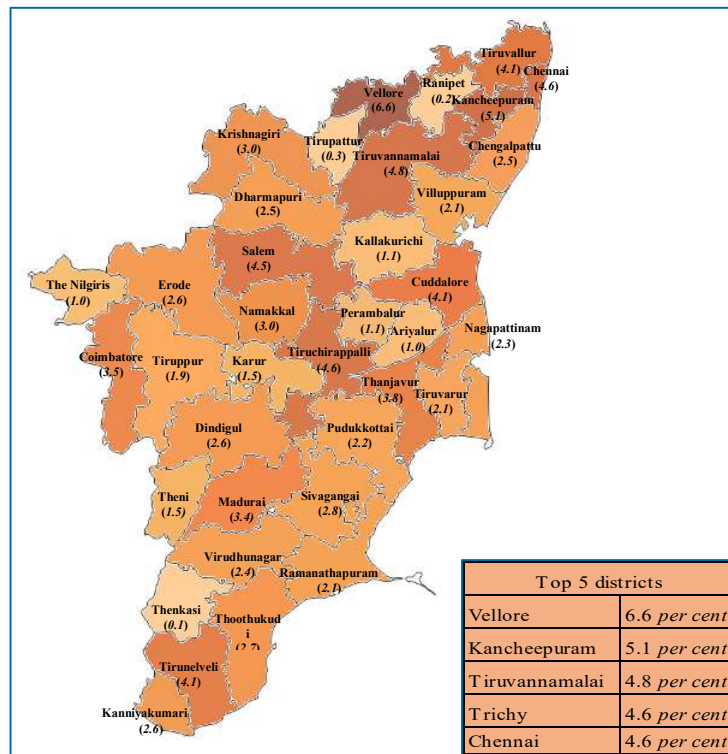 Tiruvallur
(4.1)
Chennai
(4.6)
Ranipet
(0.2)
Vellore
(6.6)
Kancheepuram
(5.1)
Krishnagiri
(3.0)
Tirupattur
(0.3)
Tiruvannamalai
(4.8)
Chengalpattu
(2.5)
Dharmapuri
(2.5)
Villuppuram
(2.1)
Kallakurichi
(1.1)
Salem
(4.5)
The Nilgiris
(1.0)
Erode
(2.6)
Cuddalore
(4.1)
Namakkal
(3.0)
Perambalur
(1.1)
Ariyalur
(1.0)
Nagapattinam
(2.3)
Coimbatore
(3.5)
Tiruppur
(1.9)
Karur
(1.5)
Tiruchirappalli
(4.6)
Thanjavur
(3.8)
Tiruvarur
(2.1)
Dindigul
(2.6)
Pudukkottai
(2.2)
Theni
(1.5)
Madurai
(3.4)
Sivagangai
(2.8)
Virudhunagar
(2.4)
Ramanathapuram
(2.1)
Thenkasi
(0.1)
Thoothukud
i
(2.7)
Tirunelveli
(4.1)
Kanniyakumari
(2.6)
Top 5 districts
Vellore 6.6 per cent
Kancheepuram 5.1 per cent
Tiruvannamalai 4.8 per cent
Trichy 4.6 per cent
Chennai 4.6 per cent